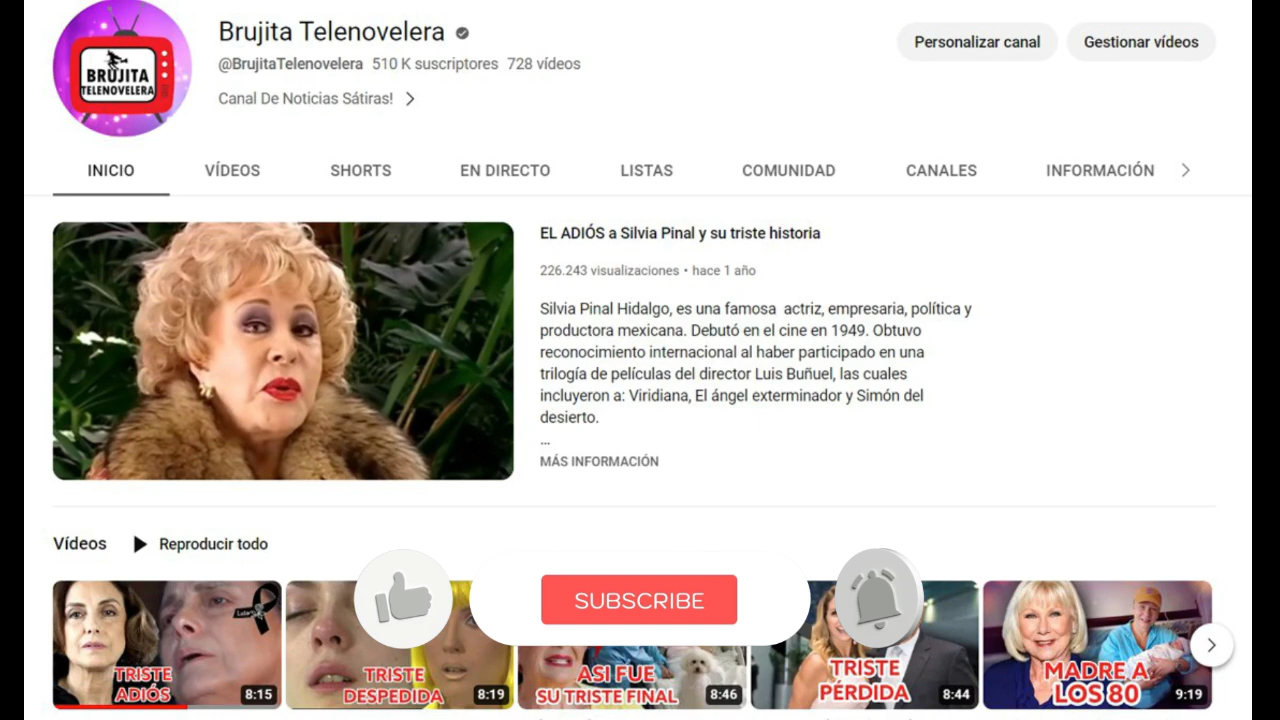 Brujita Telenovelera
@BrujitaTelenovelera 510 K suscriptores 728 vídeos
Canal De Noticias Sátiras!
BRUJITA
TELENOVELERA
Personalizar canal
Gestionar vídeos
INICIO VÍDEOS SHORTS EN DIRECTO LISTAS COMUNIDAD CANALES INFORMACIÓN
EL ADIÓS a Silvia Pinal y su triste historia
226.243 visualizaciones • hace 1 año
Silvia Pinal Hidalgo, es una famosa actriz, empresaria, política y
productora mexicana. Debutó en el cine en 1949. Obtuvo
reconocimiento internacional al haber participado en una
trilogía de películas del director Luis Buñuel, las cuales
incluyeron a: Viridiana, El ángel exterminador y Simón del
desierto.
...
MÁS INFORMACIÓN
Vídeos Reproducir todo
SUBSCRIBE
TRISTE
ADIÓS
8:15
TRISTE
DESPEDIDA
8:19
ASI FUE
SU TRISTE FINAL
8:46
TRISTE
PÉRDIDA
8:44
MADRE A
LOS 80
9:19